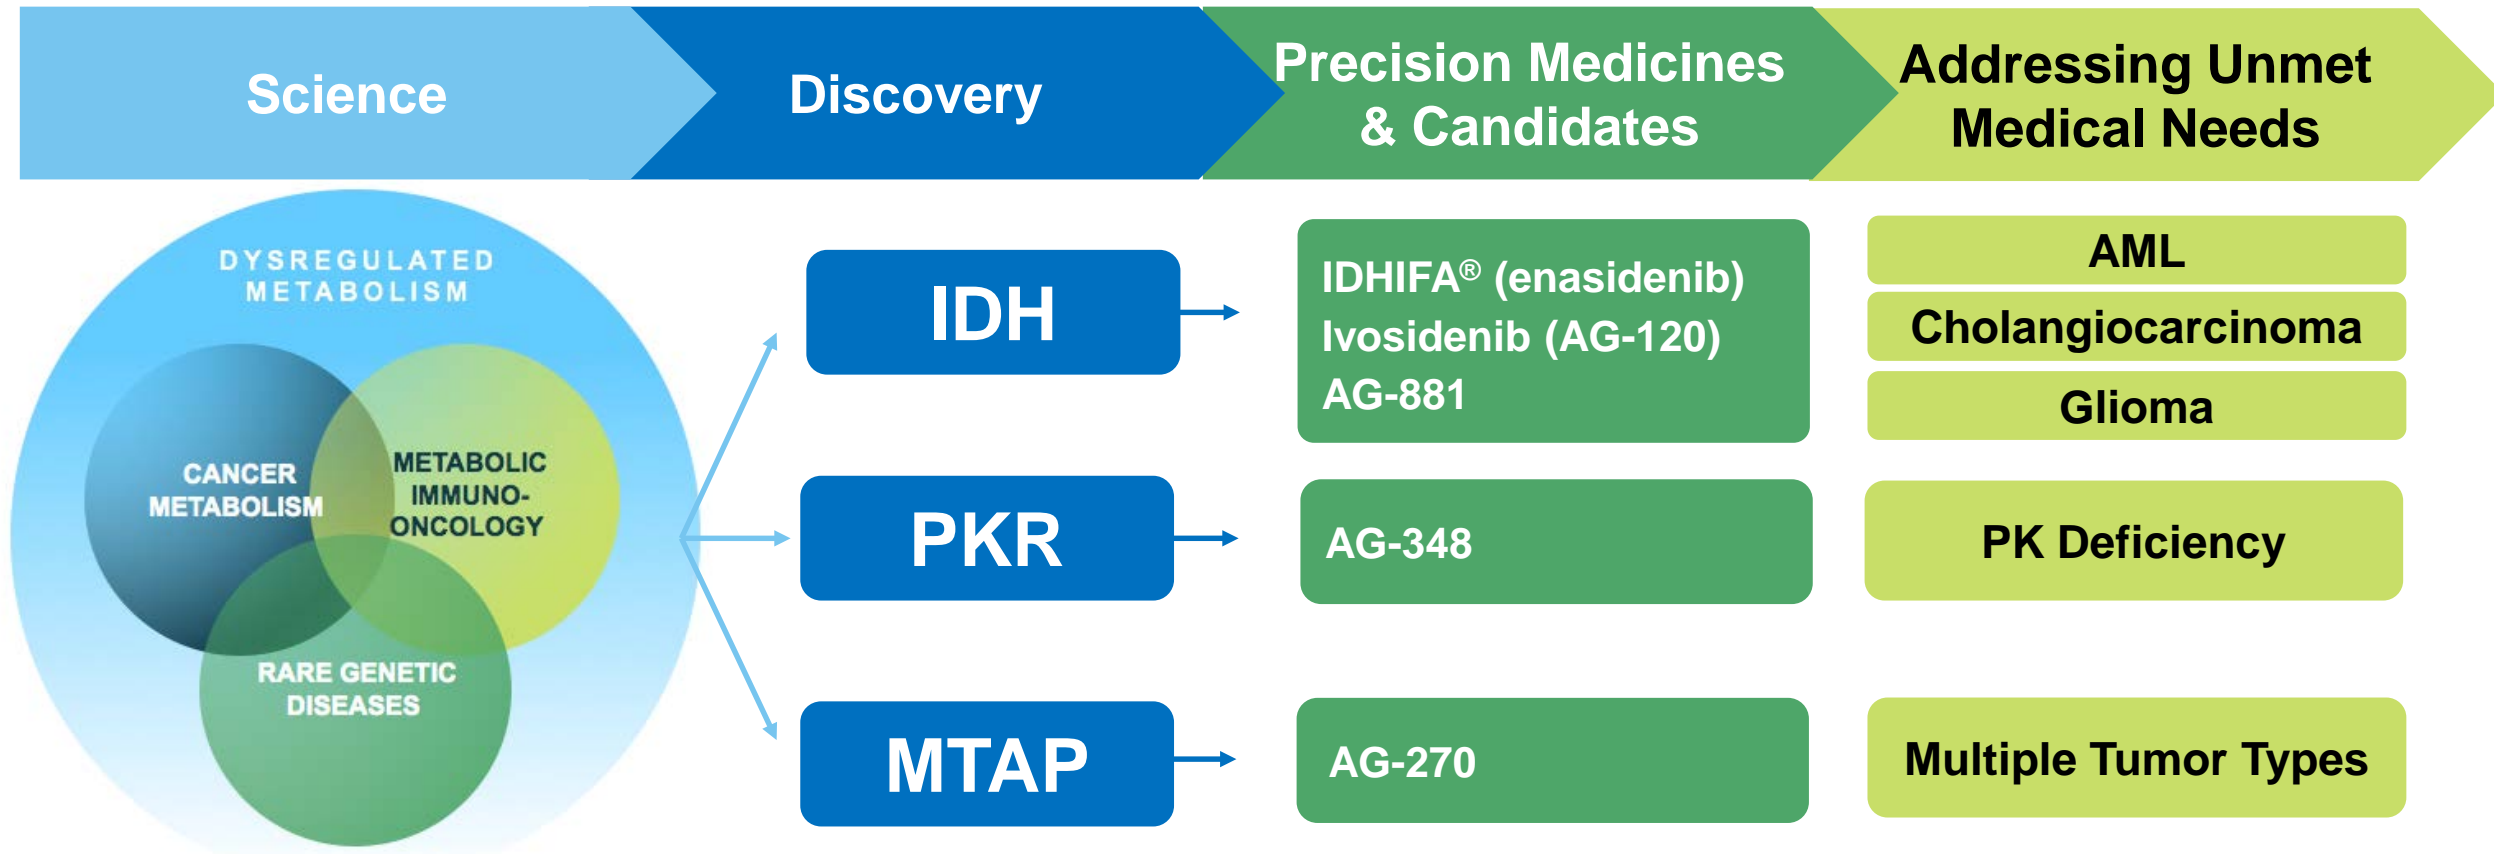 Science
Discovery
Precision Medicines
& Candidates
Addressing Unmet
Medical Needs
DYSREGULATED
METABOLISM
CANCER
METABOLISM
METABOLIC
IMMUNO-
ONCOLOGY
RARE GENETIC
DISEASES
IDH
IDHIFA® (enasidenib)
Ivosidenib (AG-120)
AG-881
AML
Cholangiocarcinoma
Glioma
PKR
AG-348
PK Deficiency
MTAP
AG-270
Multiple Tumor Types